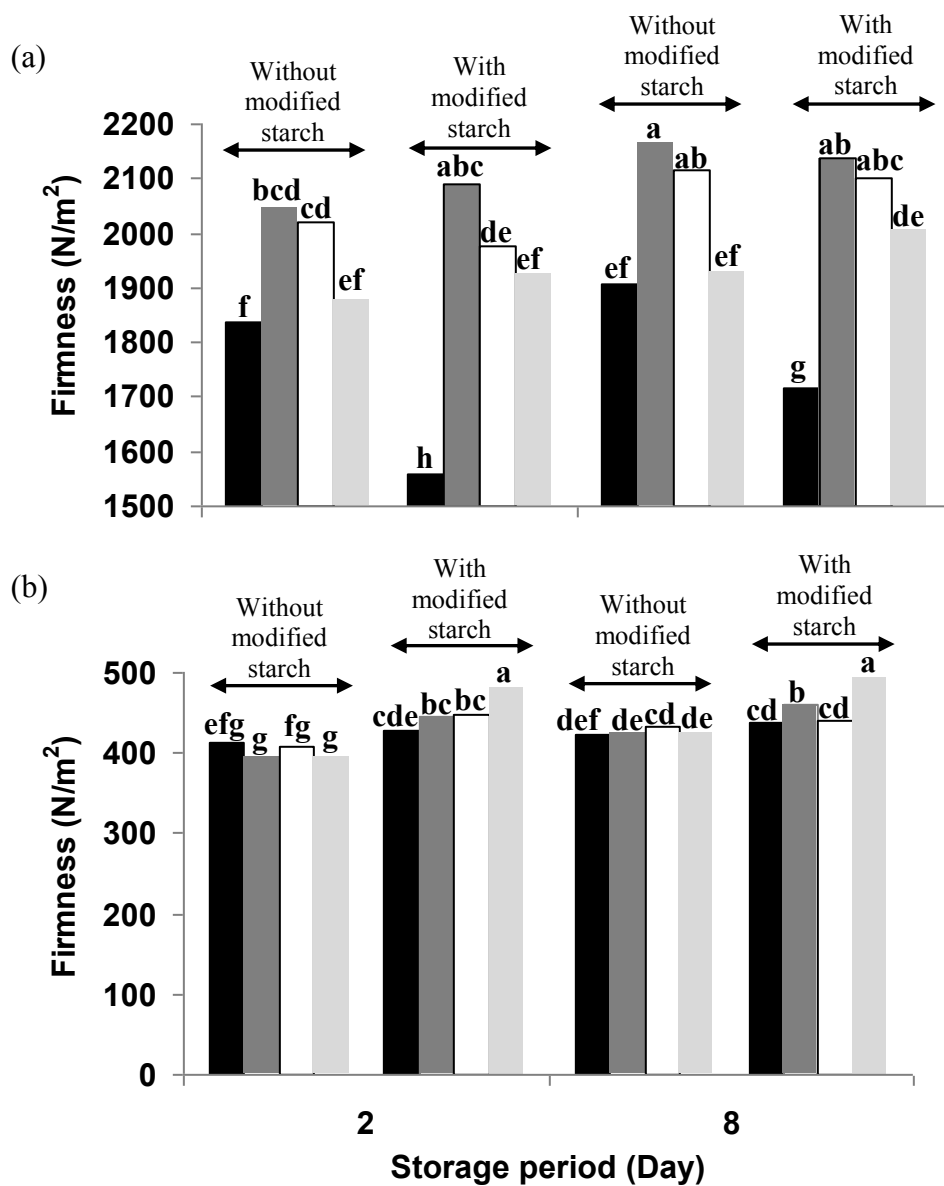 (a)
Without
modified
starch
With
modified
starch
Without
modified
starch
With
modified
starch
Firmness (N/m²)
2200
2100
2000
1900
1800
1700
1600
1500
f
bcd
cd
ef
h
abc
de
ef
ef
a
ab
ef
g
ab
abc
de
(b)
Without
modified
starch
With
modified
starch
Without
modified
starch
With
modified
starch
Firmness (N/m²)
500
400
300
200
100
0
efg
g
fg
g
cde
bc
bc
a
def
de
cd
de
cd
b
cd
a
2
8
Storage period (Day)